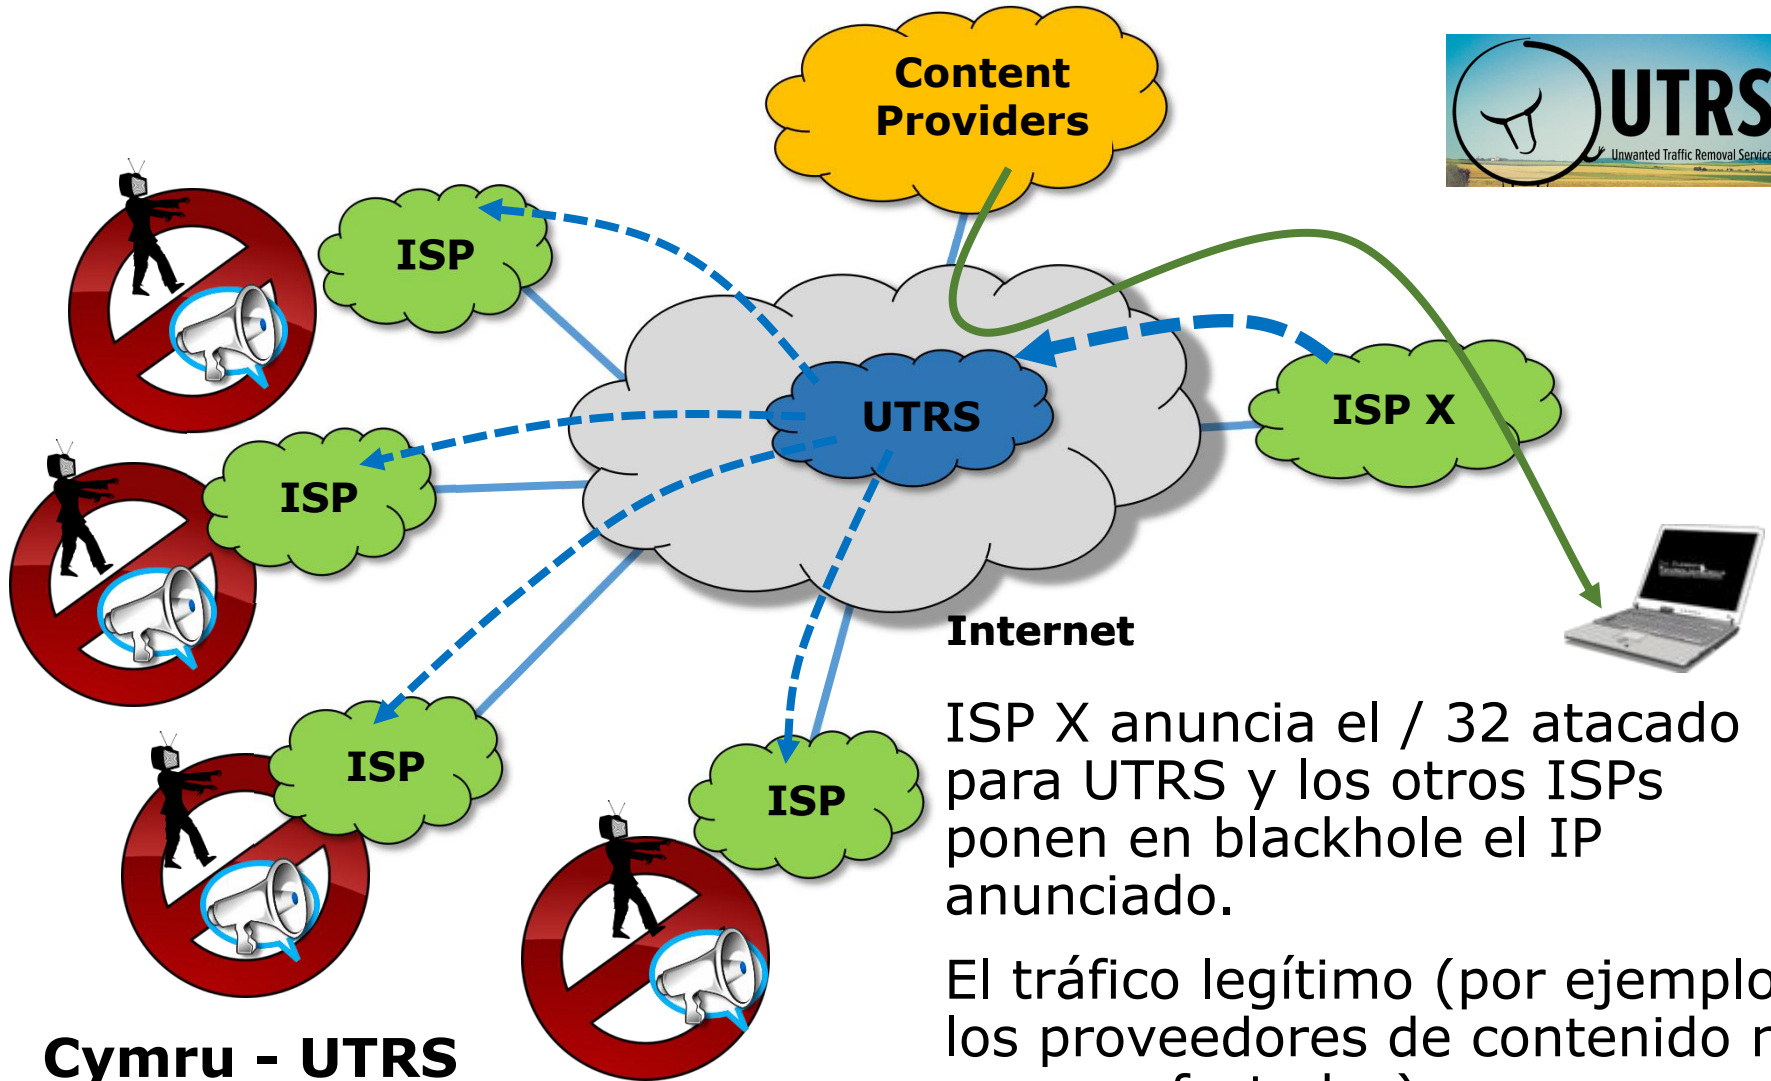 Content
Providers
UTRS
Unwanted Traffic Removal Service
ISP
ISP
ISP
ISP
UTRS
ISP X
Internet
ISP X anuncia el / 32 atacado
para UTRS y los otros ISPs
ponen en blackhole el IP
anunciado.
El tráfico legítimo (por ejemplo
los proveedores de contenido
Cymru - UTRS